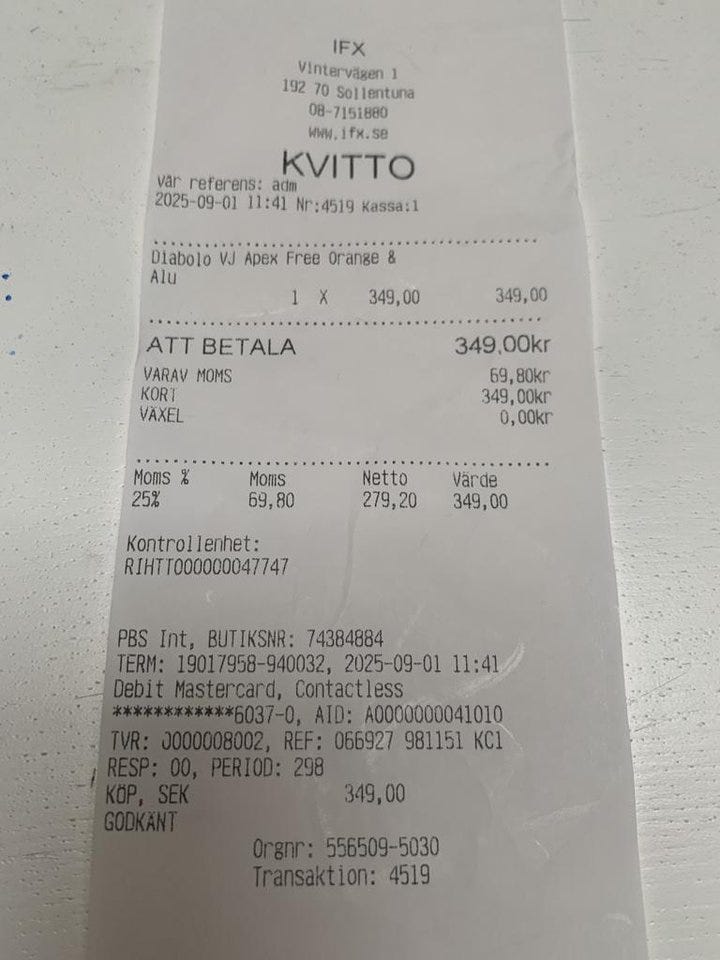 IFX
Vintervägen 1
192 70 Sollentuna
08-7151880
www.ifx.se
KVITTO
Vår referens: adm
2025-09-01 11:41 Nr:4519 Kassa:1
Diabolo VJ Apex Free Orange &
Alu
1 X 349,00 349,00
ATT BETALA 349,00kr
VARAV MOMS 69,80kr
KORT 349,00kr
VÄXEL 0,00kr
Moms % Moms Netto Värde
25% 69,80 279,20 349,00
Kontrollenhet:
RIHTT000000047747
PBS Int, BUTIKSNR: 74384884
TERM: 19017958-940032, 2025-09-01 11:41
Debit Mastercard, Contactless
************6037-0, AID: A0000000041010
TVR: 0000008002, REF: 066927 981151 KC1
RESP: 00, PERIOD: 298
KÖP, SEK 349,00
GODKÄNT
Orgnr: 556509-5030
Transaktion: 4519